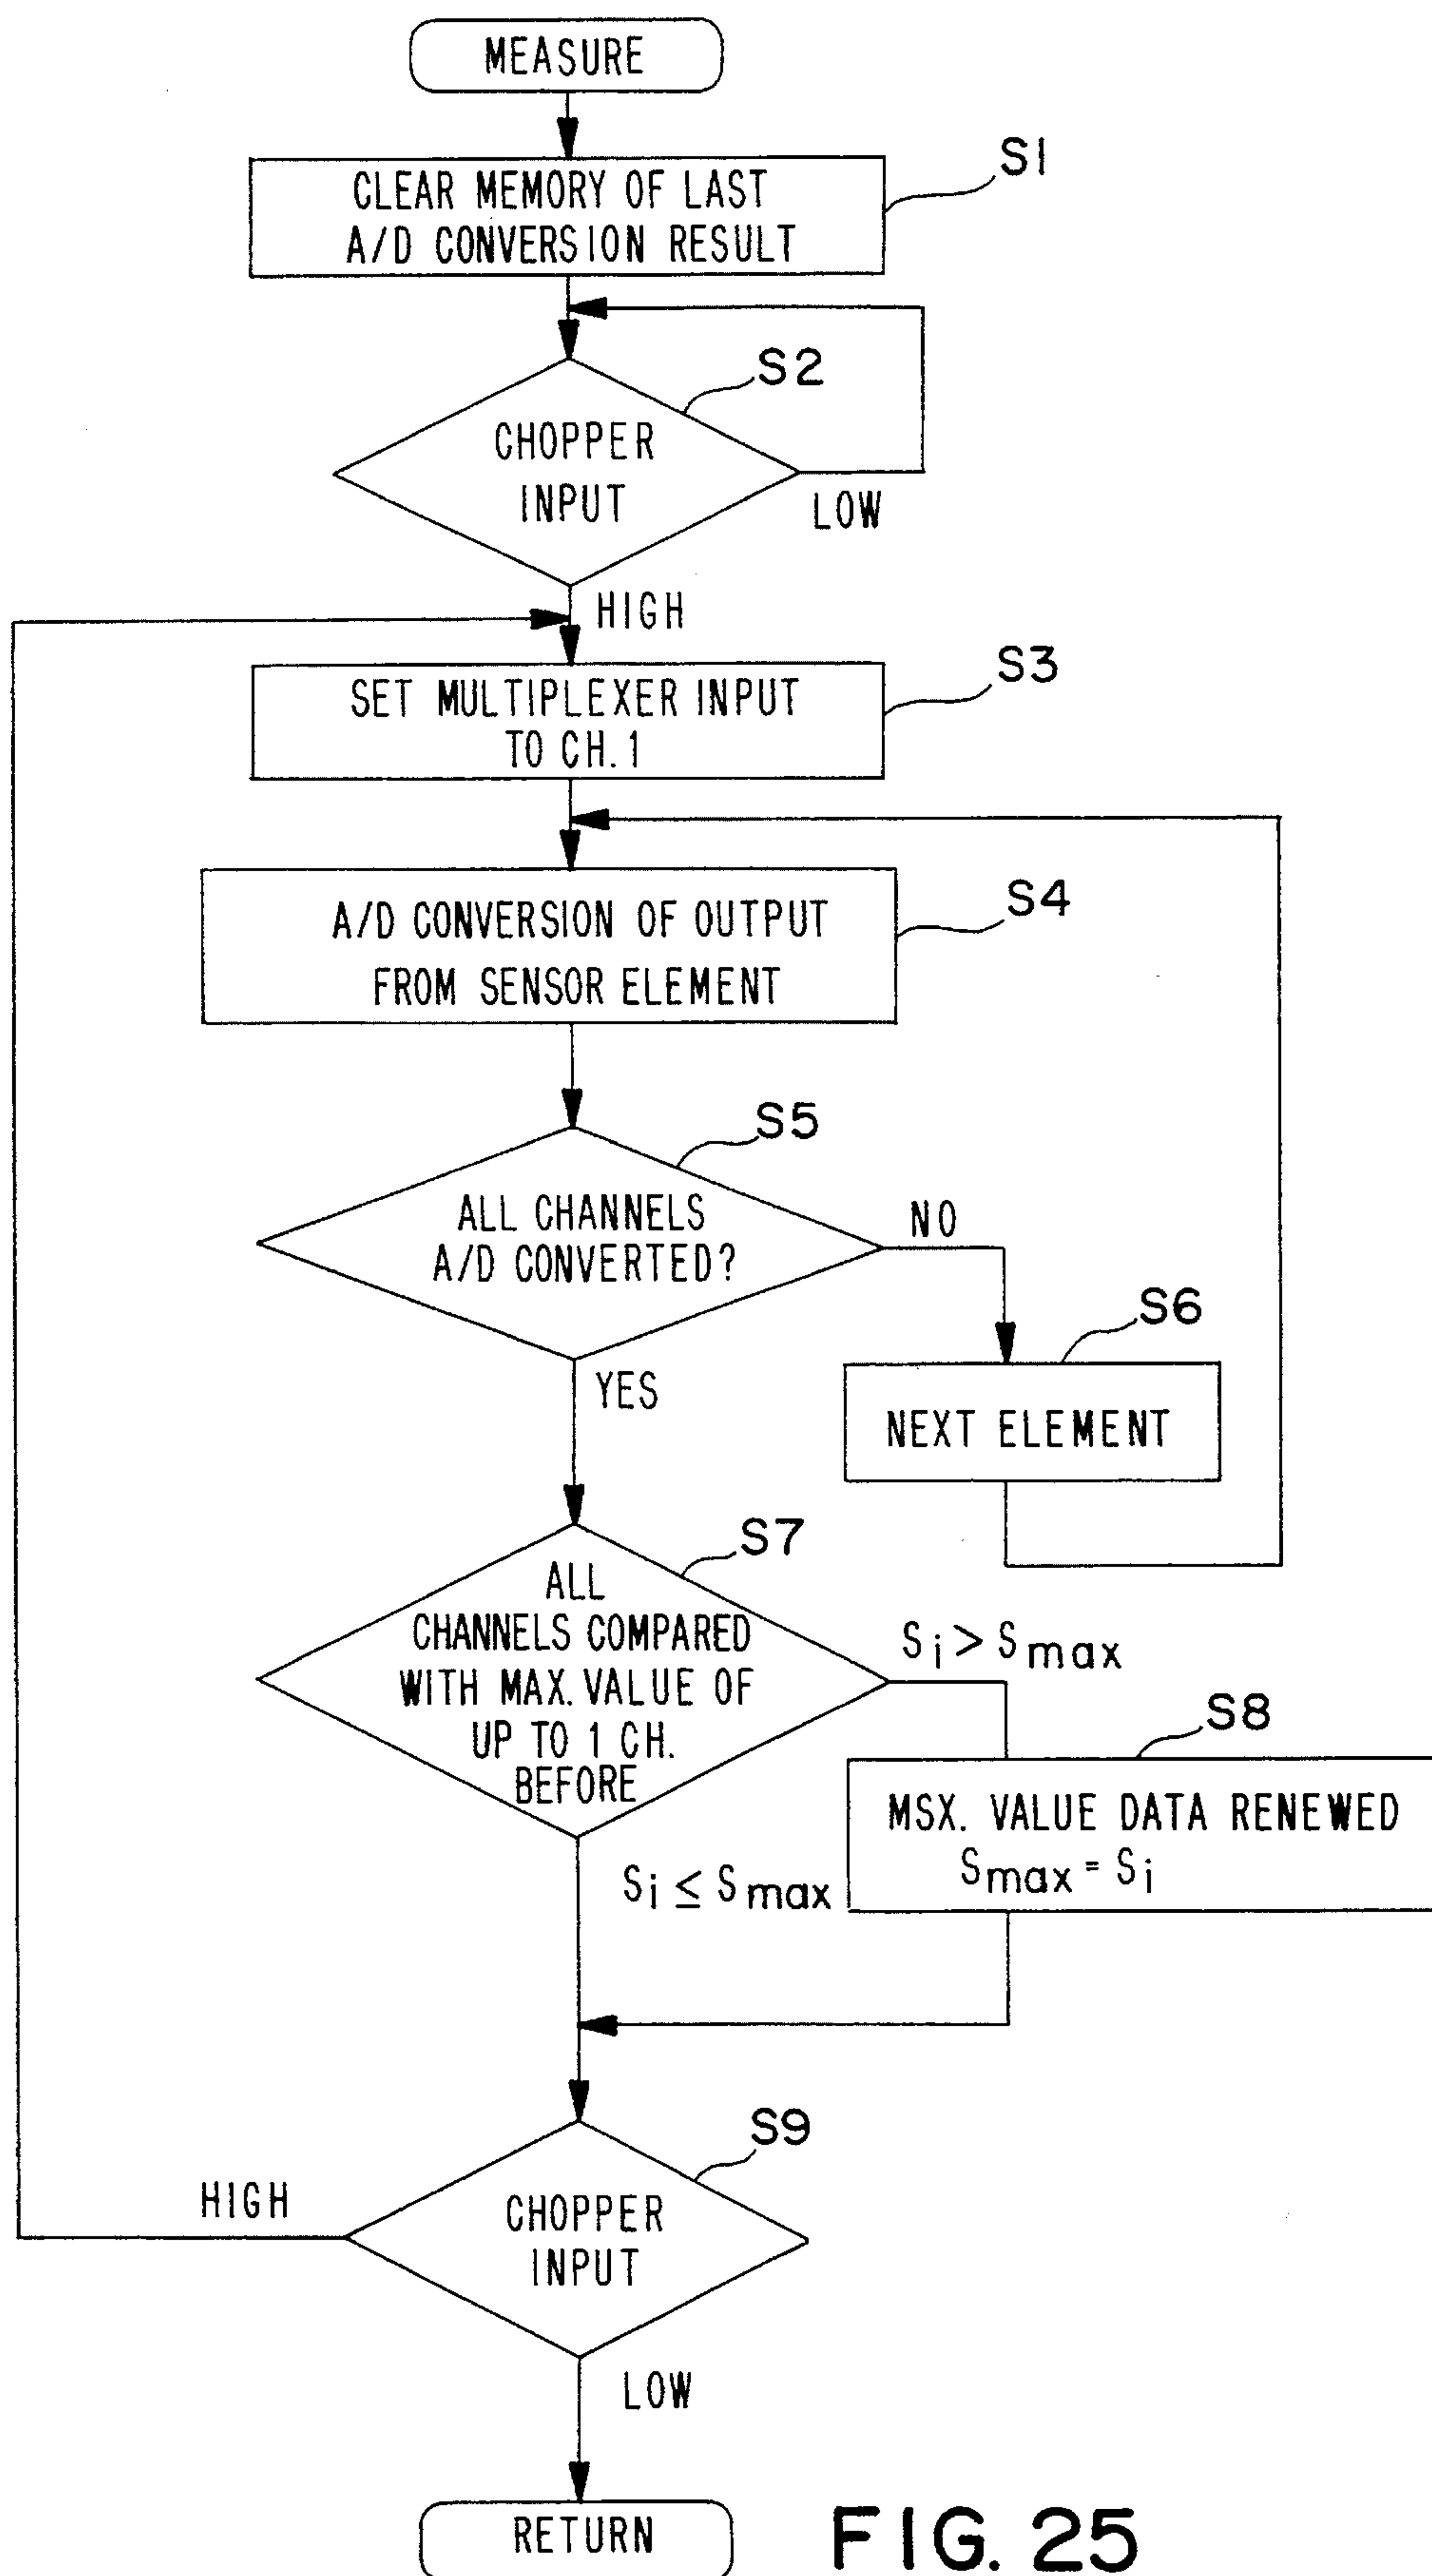 MEASURE
S1
CLEAR MEMORY OF LAST
A/D CONVERSION RESULT
S2
CHOPPER
INPUT
LOW
HIGH
S3
SET MULTIPLEXER INPUT
TO CH.1
S4
A/D CONVERSION OF OUTPUT
FROM SENSOR ELEMENT
S5
ALL CHANNELS
A/D CONVERTED?
NO
S6
YES
NEXT ELEMENT
S7
ALL
CHANNELS COMPARED
WITH MAX. VALUE OF
UP TO 1 CH.
BEFORE
Si > Smax
S8
MSX. VALUE DATA RENEWED
Smax = Si
Si ≤ Smax
S9
HIGH
CHOPPER
INPUT
LOW
RETURN
FIG. 25